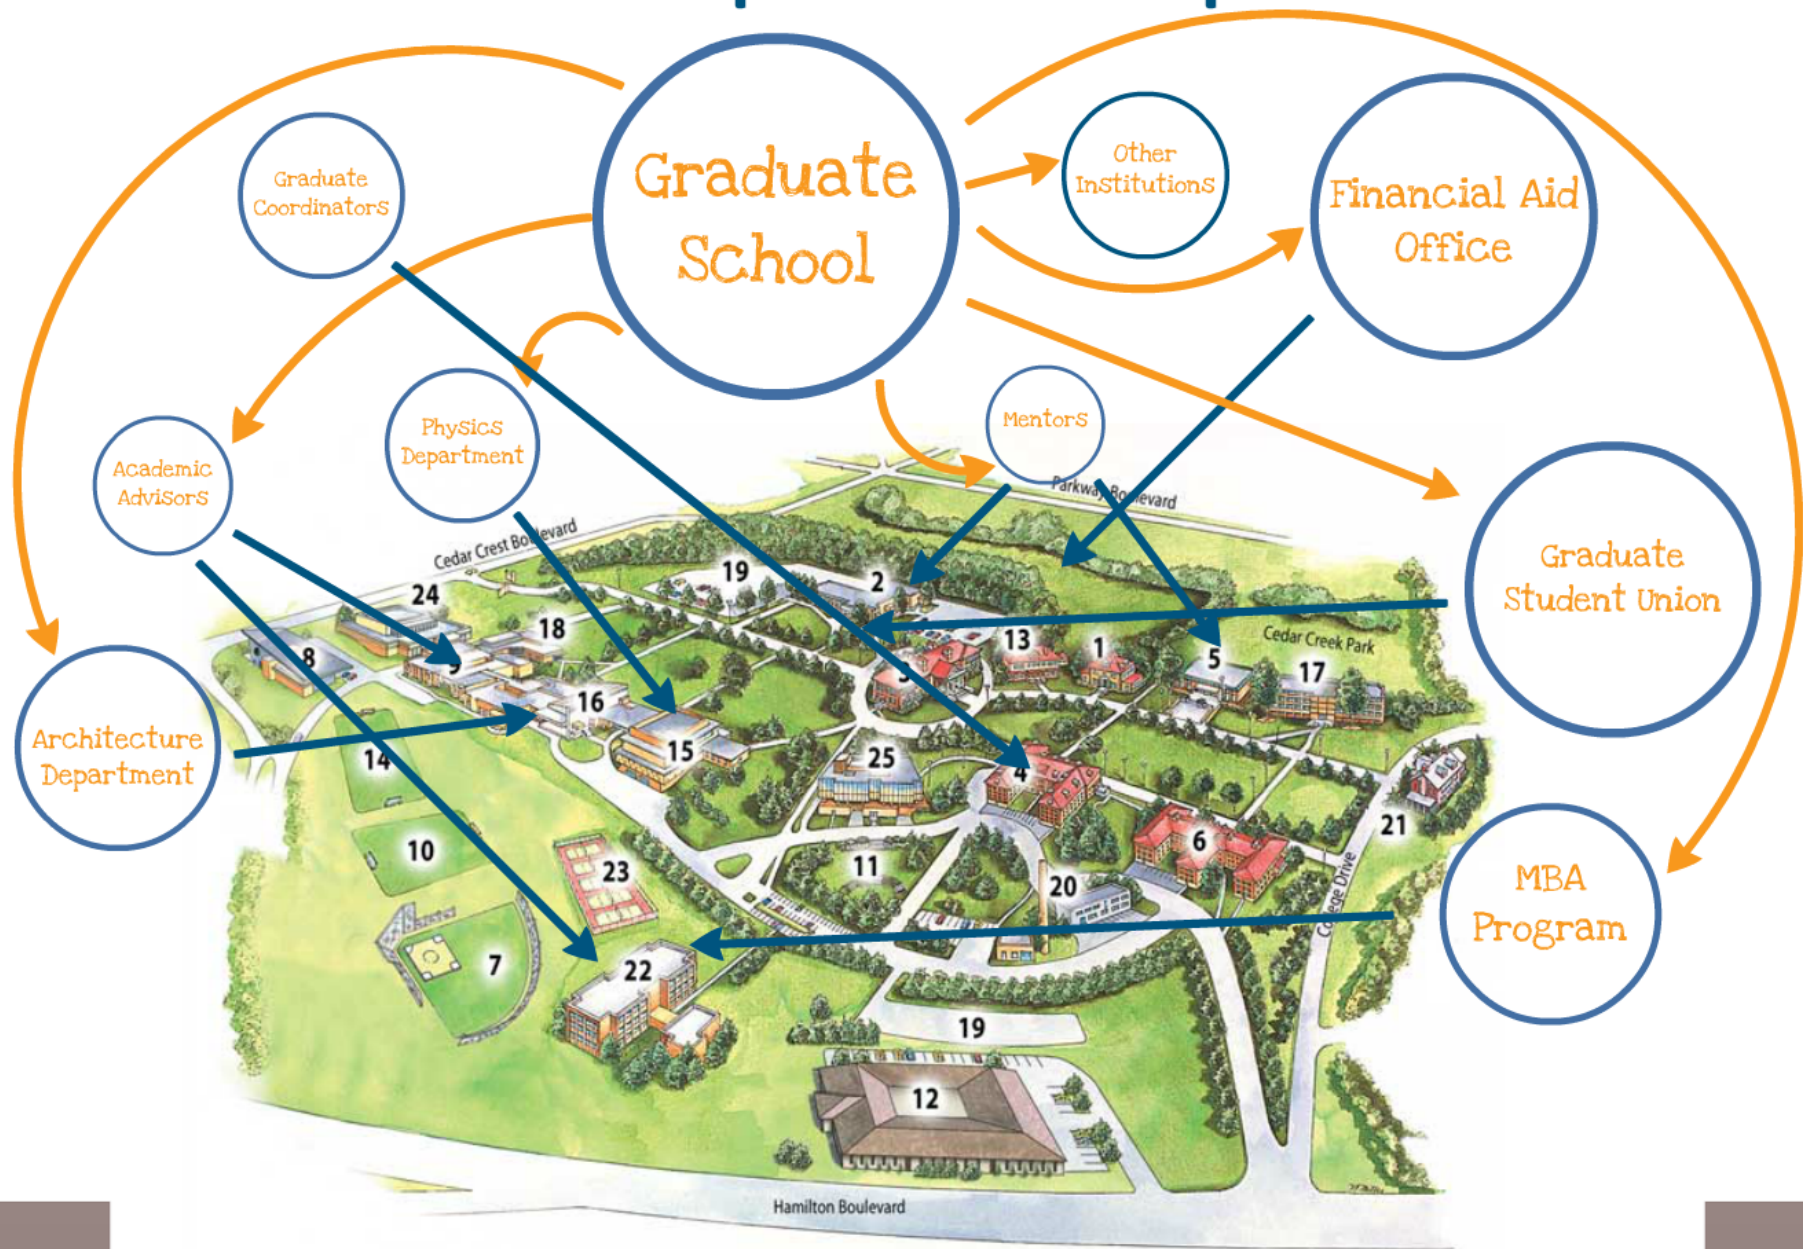 Graduate
School
Graduate
Coordinators
Other
Institutions
Financial Aid
Office
Physics
Department
Mentors
Academic
Advisors
Graduate
Student Union
Architecture
Department
MBA
Program
Parkway Boulevard
Cedar Crest Boulevard
19
2
24
18
13
1
5
Cedar Creek Park
17
8
9
3
16
15
14
25
4
21
10
23
11
20
6
College Drive
7
22
19
12
Hamilton Boulevard